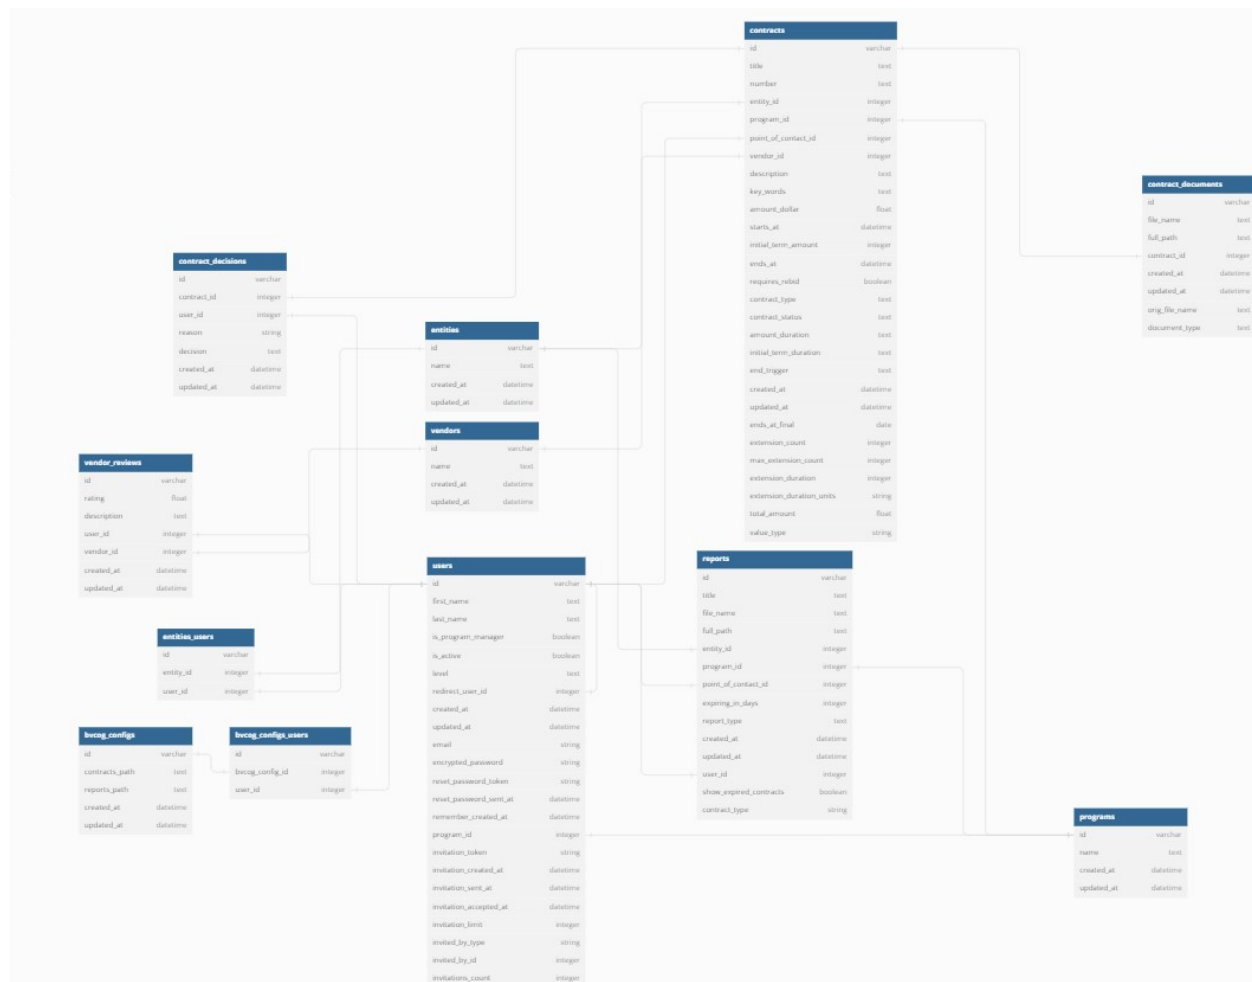 contracts
id varchar
title text
number text
entity_id integer
program_id integer
point_of_contact_id integer
vendor_id integer
description text
key_words text
amount_dollar float
starts_at datetime
initial_term_amount integer
ends_at datetime
requires_rebid boolean
contract_type text
contract_status text
amount_duration text
initial_term_duration text
end_trigger text
created_at datetime
updated_at datetime
ends_at_final date
extension_count integer
max_extension_count integer
extension_duration integer
extension_duration_units string
total_amount float
value_type string
contract_documents
id varchar
file_name text
full_path text
contract_id integer
created_at datetime
updated_at datetime
orig_file_name text
document_type text
contract_decisions
id varchar
contract_id integer
user_id integer
reason string
decision text
created_at datetime
updated_at datetime
entities
id varchar
name text
created_at datetime
updated_at datetime
vendors
id varchar
name text
created_at datetime
updated_at datetime
vendor_reviews
id varchar
rating float
description text
user_id integer
vendor_id integer
created_at datetime
updated_at datetime
users
id varchar
first_name text
last_name text
is_program_manager boolean
is_active boolean
level text
redirect_user_id integer
created_at datetime
updated_at datetime
email string
encrypted_password string
reset_password_token string
reset_password_sent_at datetime
remember_created_at datetime
program_id integer
invitation_token string
invitation_created_at datetime
invitation_sent_at datetime
invitation_accepted_at datetime
invitation_limit integer
invited_by_type string
invited_by_id integer
invitations_count integer
reports
id varchar
title text
file_name text
full_path text
entity_id integer
program_id integer
point_of_contact_id integer
expiring_in_days integer
report_type text
created_at datetime
updated_at datetime
user_id integer
show_expired_contracts boolean
contract_type string
entities_users
id varchar
entity_id integer
user_id integer
bvcog_configs
id varchar
contracts_path text
reports_path text
created_at datetime
updated_at datetime
bvcog_configs_users
id varchar
bvcog_config_id integer
user_id integer
programs
id varchar
name text
created_at datetime
updated_at datetime